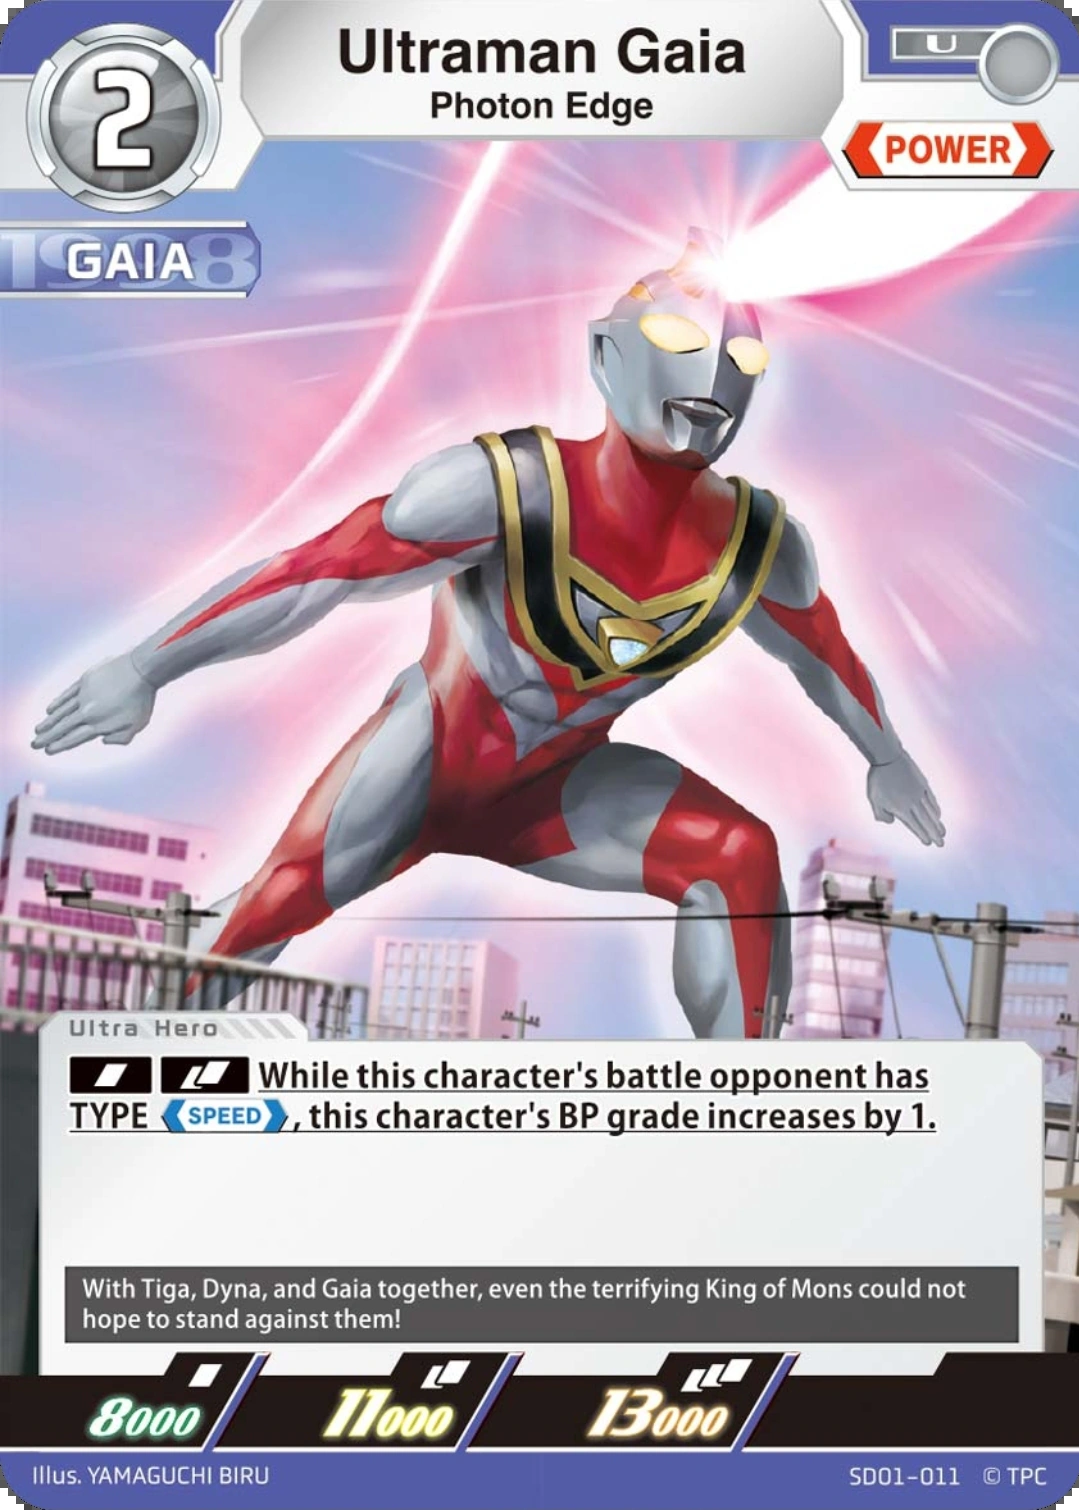 2
Ultraman Gaia
Photon Edge
U
POWER
1998
GAIA
Ultra Hero
While this character's battle opponent has
TYPE SPEED, this character's BP grade increases by 1.
With Tiga, Dyna, and Gaia together, even the terrifying King of Mons could not
hope to stand against them!
8000 11000 13000
Illus. YAMAGUCHI BIRU SD01-011 © TPC